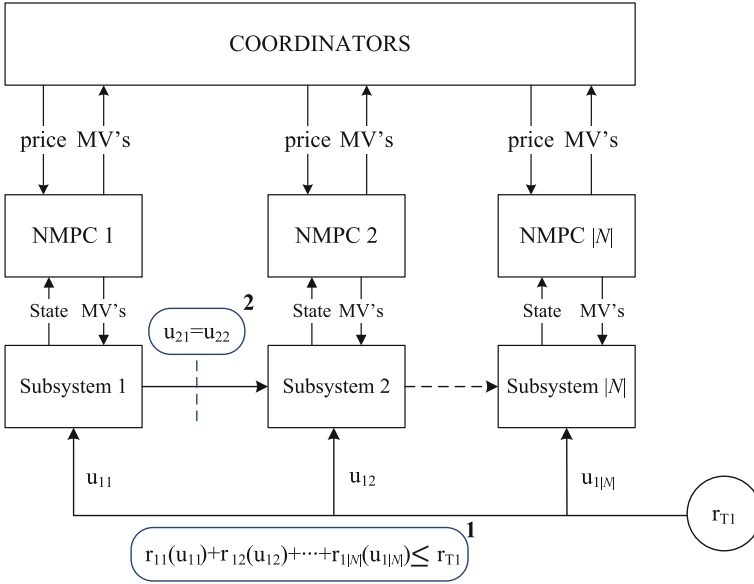 COORDINATORS
price MV's price MV's price MV's
NMPC 1 NMPC 2 NMPC |N|
State MV's State MV's State MV's
u21=u22 2
Subsystem 1 Subsystem 2 Subsystem |N|
u11 u12 u1|N|
rT1
r11(u11)+r12(u12)+···+r1|N|(u1|N|)≤ rT1 1